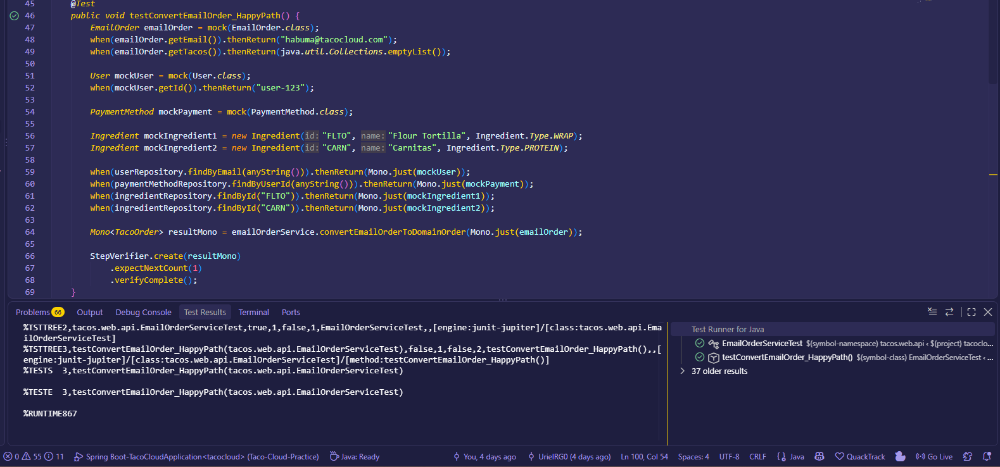 45 @Test
46 public void testConvertEmailOrder_HappyPath() {
47 EmailOrder emailOrder = mock(EmailOrder.class);
48 when(emailOrder.getEmail()).thenReturn("habuma@tacocloud.com");
49 when(emailOrder.getTacos()).thenReturn(java.util.Collections.emptyList());
50
51 User mockUser = mock(User.class);
52 when(mockUser.getId()).thenReturn("user-123");
53
54 PaymentMethod mockPayment = mock(PaymentMethod.class);
55
56 Ingredient mockIngredient1 = new Ingredient(id: "FLTO", name: "Flour Tortilla", Ingredient.Type.WRAP);
57 Ingredient mockIngredient2 = new Ingredient(id: "CARN", name: "Carnitas", Ingredient.Type.PROTEIN);
58
59 when(userRepository.findByEmail(anyString())).thenReturn(Mono.just(mockUser));
60 when(paymentMethodRepository.findByUserId(anyString())).thenReturn(Mono.just(mockPayment));
61 when(ingredientRepository.findById("FLTO")).thenReturn(Mono.just(mockIngredient1));
62 when(ingredientRepository.findById("CARN")).thenReturn(Mono.just(mockIngredient2));
63
64 Mono<TacoOrder> resultMono = emailOrderService.convertEmailOrderToDomainOrder(Mono.just(emailOrder));
65
66 StepVerifier.create(resultMono)
67 .expectNextCount(1)
68 .verifyComplete();
69 }
Problems 66 Output Debug Console Test Results Terminal Ports
%TSTTREE2,tacos.web.api.EmailOrderServiceTest,true,1,false,1,EmailOrderServiceTest,,[engine:junit-jupiter]/[class:tacos.web.api.Ema
ilOrderServiceTest]
%TSTTREE3,testConvertEmailOrder_HappyPath(tacos.web.api.EmailOrderServiceTest),false,1,false,2,testConvertEmailOrder_HappyPath(),,[
engine:junit-jupiter]/[class:tacos.web.api.EmailOrderServiceTest]/[method:testConvertEmailOrder_HappyPath()]
%TESTS 3,testConvertEmailOrder_HappyPath(tacos.web.api.EmailOrderServiceTest)
%TESTE 3,testConvertEmailOrder_HappyPath(tacos.web.api.EmailOrderServiceTest)
%RUNTIME867
Test Runner for Java
EmailOrderServiceTest $(symbol-namespace) tacos.web.api < $(project) tacoclo...
testConvertEmailOrder_HappyPath() $(symbol-class) EmailOrderServiceTest < ...
37 older results
0 55 11 Spring Boot-TacoCloudApplication<tacocloud> (Taco-Cloud-Practice) Java: Ready You, 4 days ago UrielRG0 (4 days ago) Ln 100, Col 54 Spaces: 4 UTF-8 CRLF Java QuackTrack Go Live